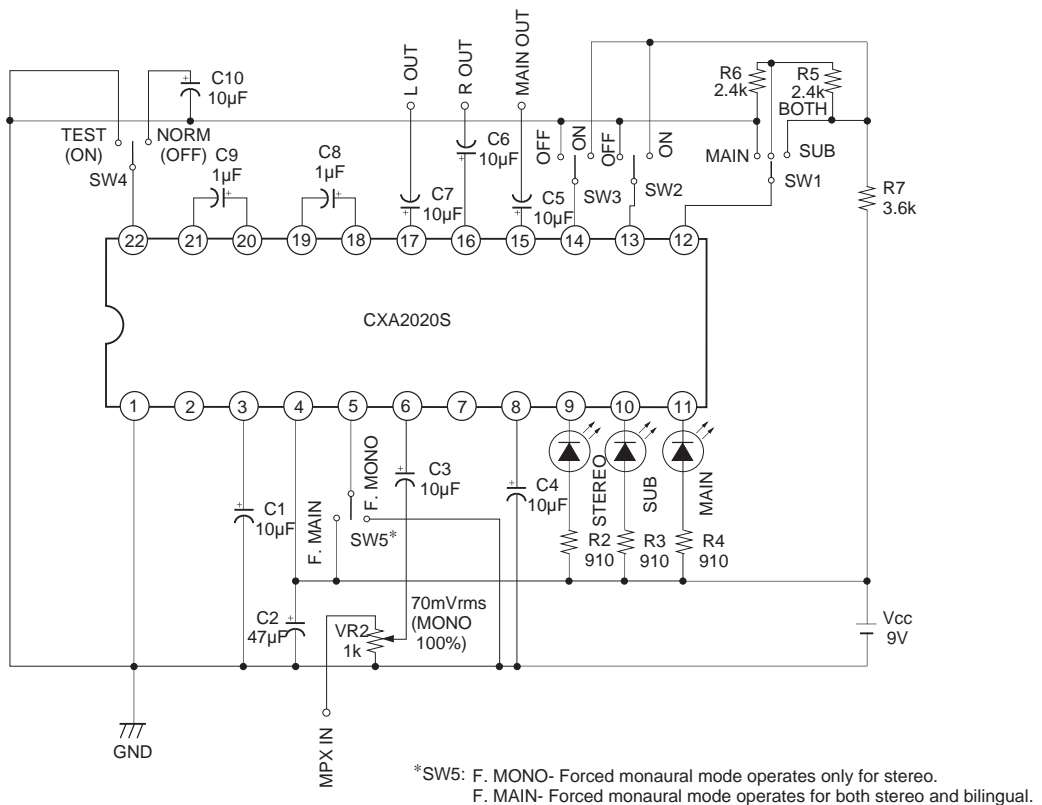 L OUT
R OUT
MAIN OUT
C10
10µF
R6
2.4k
R5
2.4k
BOTH
TEST
(ON)
NORM
(OFF)
SW4
C9
1µF
C8
1µF
C7
10µF
C6
10µF
C5
10µF
OFF
ON
SW3
OFF
ON
SW2
MAIN
SUB
SW1
R7
3.6k
22
21
20
19
18
17
16
15
14
13
12
CXA2020S
1
2
3
4
5
6
7
8
9
10
11
C1
10µF
F. MAIN
F. MONO
SW5*
C3
10µF
C4
10µF
STEREO
SUB
MAIN
R2
910
R3
910
R4
910
C2
47µF
VR2
1k
70mVrms
(MONO
100%)
Vcc
9V
GND
MPX IN
*SW5: F. MONO- Forced monaural mode operates only for stereo.
F. MAIN- Forced monaural mode operates for both stereo and bilingual.